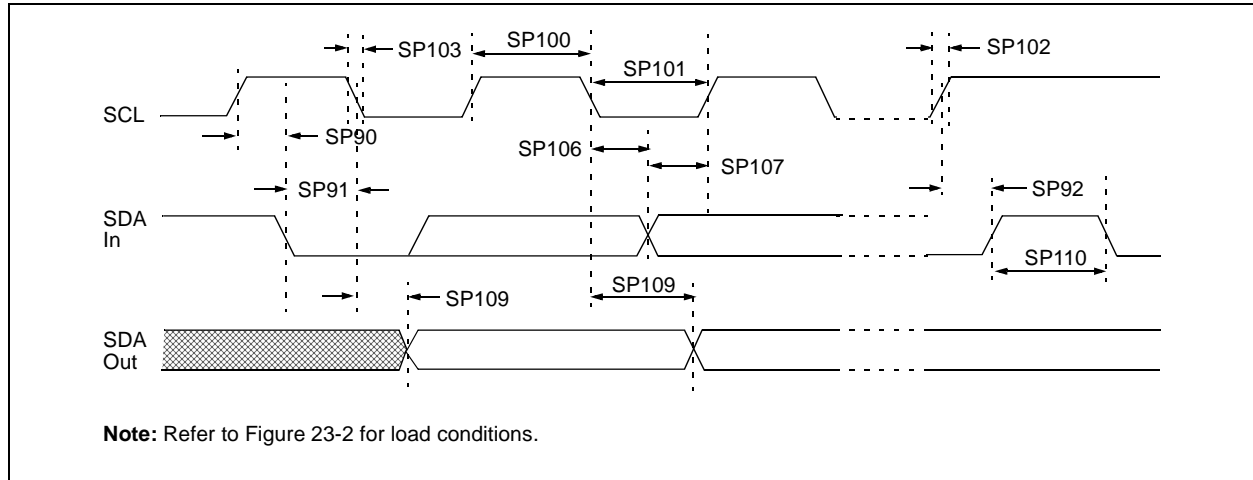 SP103
SP100
SP102
SP101
SCL
SP90
SP106
SP107
SP91
SP92
SDA
In
SP110
SP109
SP109
SDA
Out
Note: Refer to Figure 23-2 for load conditions.